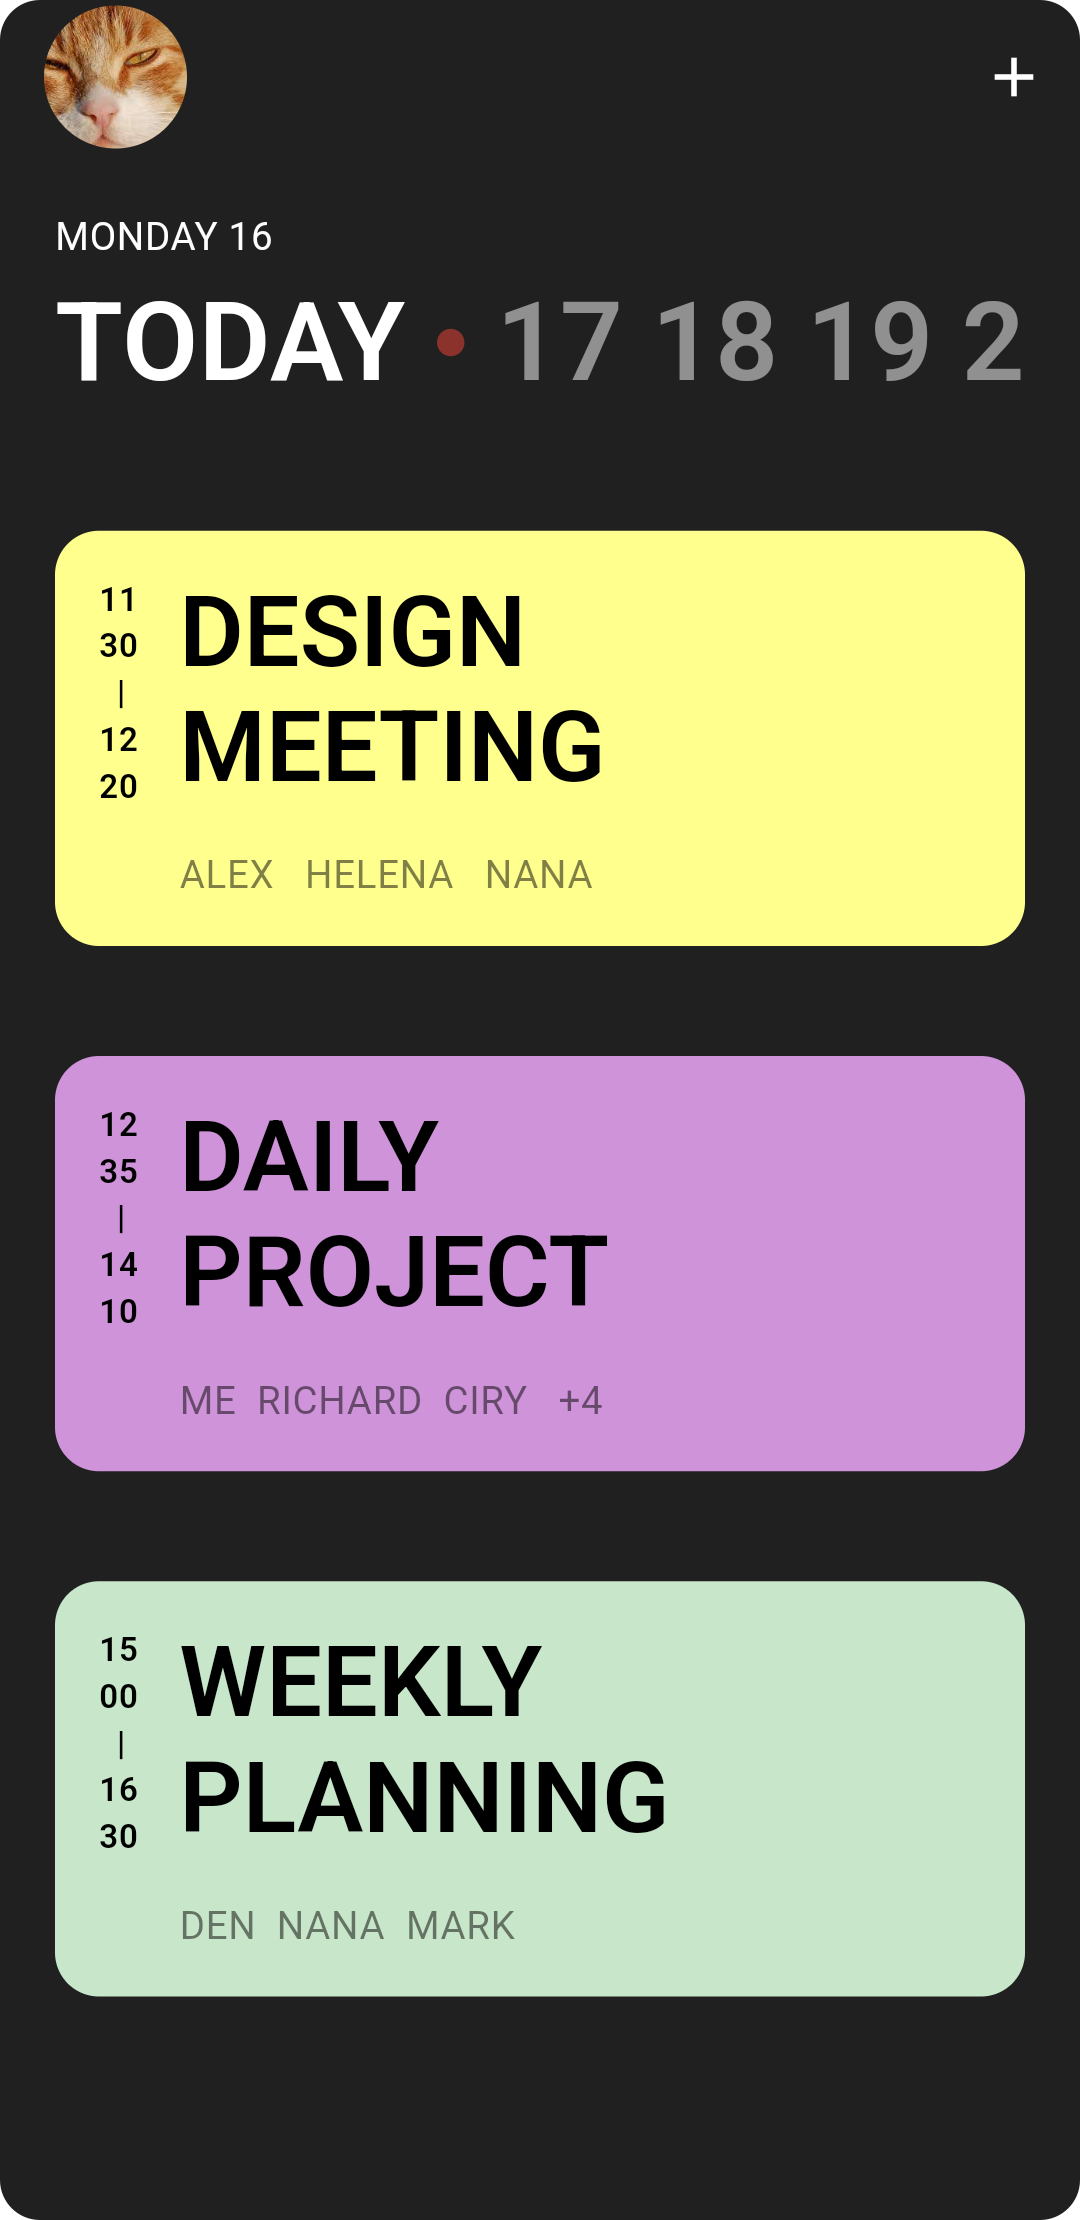 MONDAY 16
TODAY • 17 18 19 2
11
30
|
12
20
DESIGN
MEETING
ALEX HELENA NANA
12
35
|
14
10
DAILY
PROJECT
ME RICHARD CIRY +4
15
00
|
16
30
WEEKLY
PLANNING
DEN NANA MARK